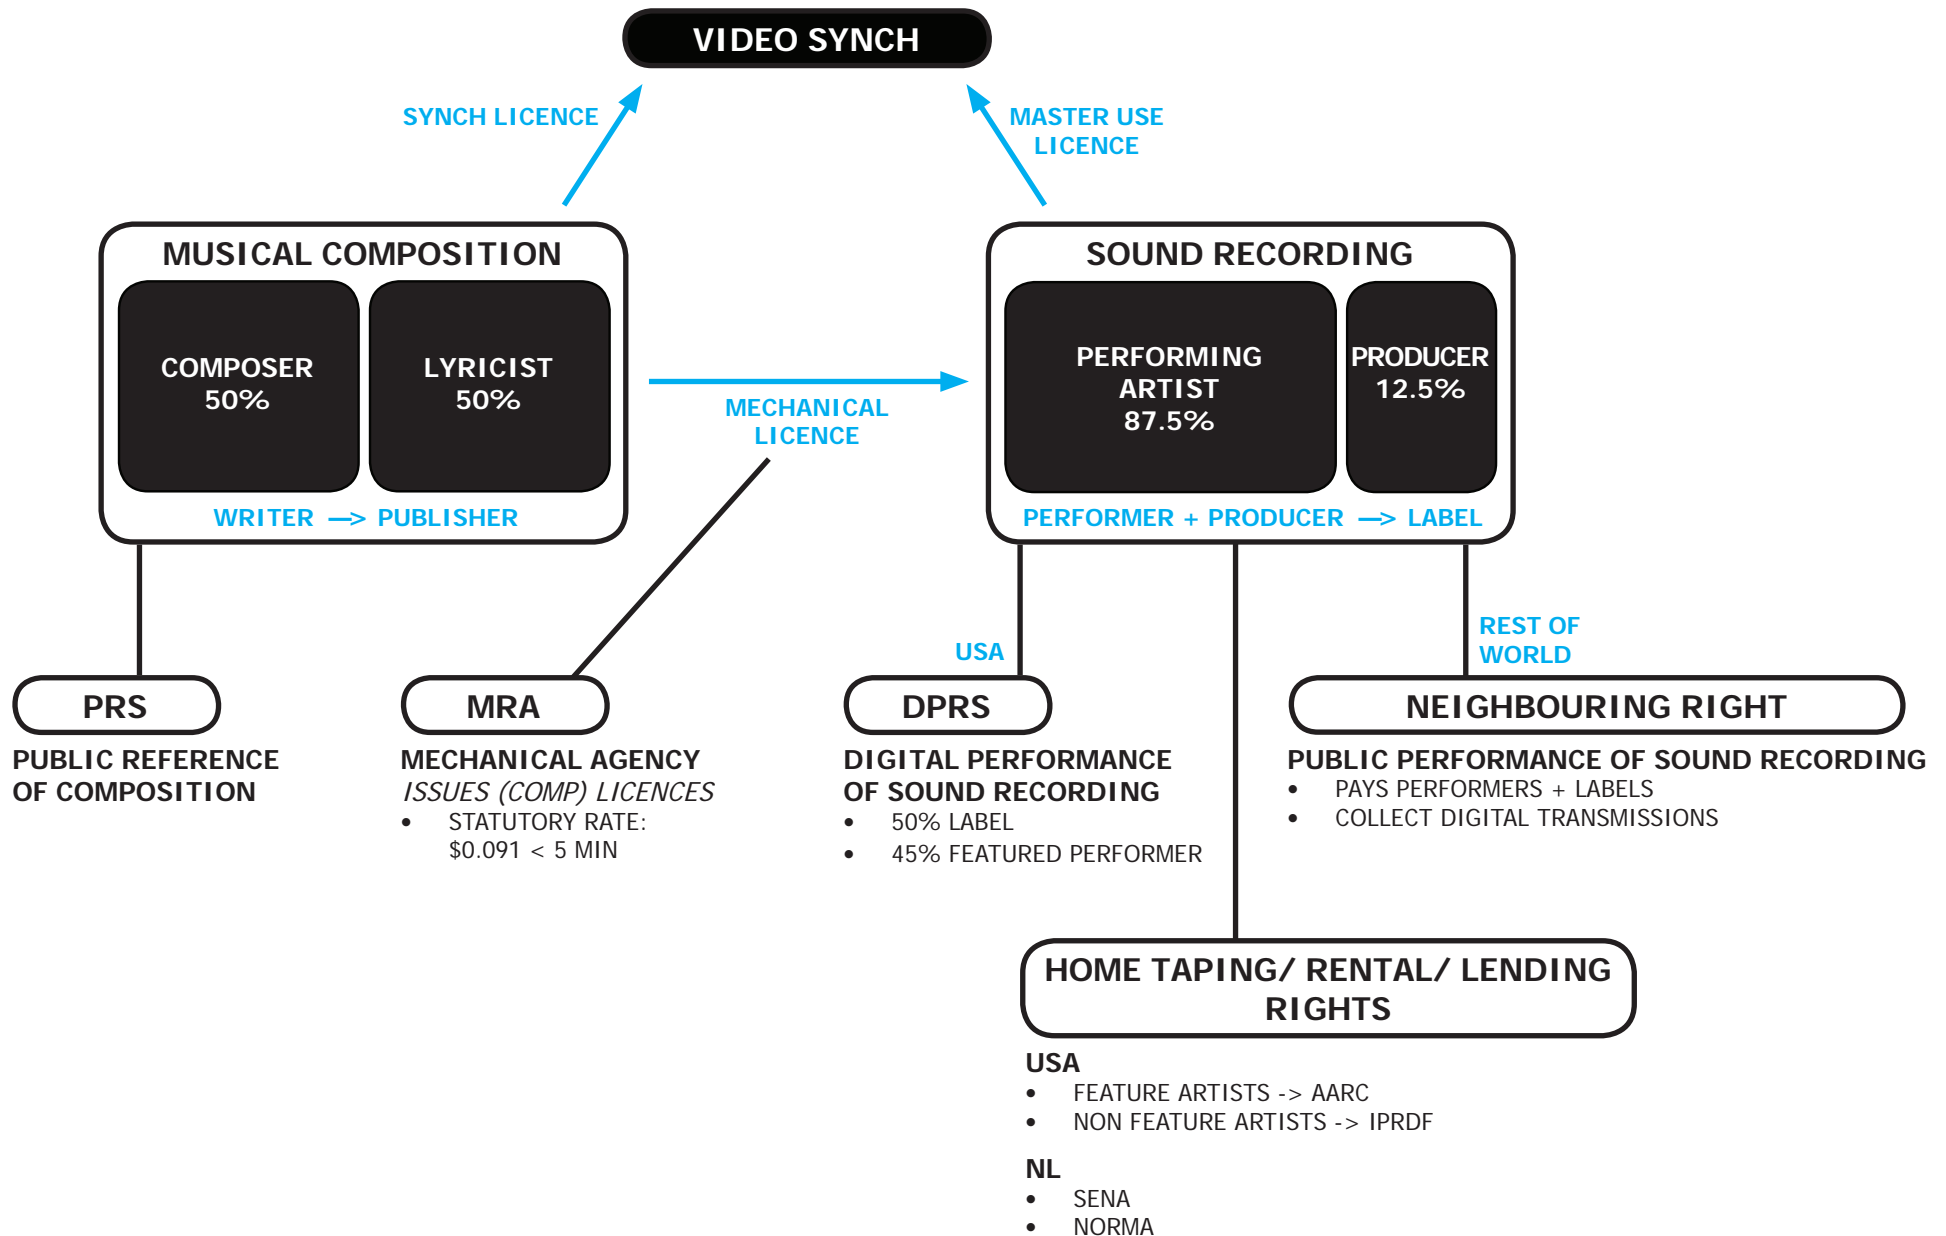 VIDEO SYNCH
SYNCH LICENCE
MASTER USE
LICENCE
MUSICAL COMPOSITION
COMPOSER
50%
LYRICIST
50%
WRITER —> PUBLISHER
MECHANICAL
LICENCE
SOUND RECORDING
PERFORMING
ARTIST
87.5%
PRODUCER
12.5%
PERFORMER + PRODUCER —> LABEL
PRS
PUBLIC REFERENCE
OF COMPOSITION
MRA
MECHANICAL AGENCY
ISSUES (COMP) LICENCES
• STATUTORY RATE:
$0.091 < 5 MIN
USA
DPRS
DIGITAL PERFORMANCE
OF SOUND RECORDING
• 50% LABEL
• 45% FEATURED PERFORMER
REST OF
WORLD
NEIGHBOURING RIGHT
PUBLIC PERFORMANCE OF SOUND RECORDING
• PAYS PERFORMERS + LABELS
• COLLECT DIGITAL TRANSMISSIONS
HOME TAPING/ RENTAL/ LENDING
RIGHTS
USA
• FEATURE ARTISTS -> AARC
• NON FEATURE ARTISTS -> IPRDF
NL
• SENA
• NORMA